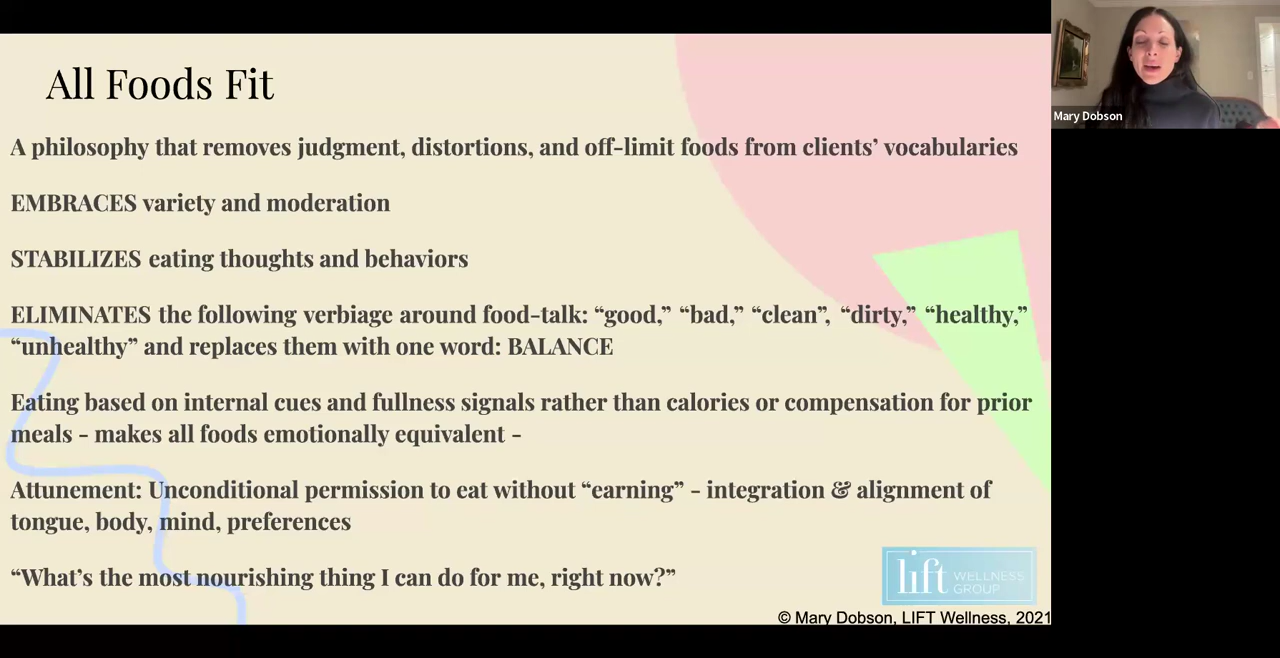 All Foods Fit
Mary Dobson
A philosophy that removes judgment, distortions, and off-limit foods from clients’ vocabularies
EMBRACES variety and moderation
STABILIZES eating thoughts and behaviors
ELIMINATES the following verbiage around food-talk: “good,” “bad,” “clean”, “dirty,” “healthy,”
“unhealthy” and replaces them with one word: BALANCE
Eating based on internal cues and fullness signals rather than calories or compensation for prior
meals - makes all foods emotionally equivalent -
Attunement: Unconditional permission to eat without “earning” - integration & alignment of
tongue, body, mind, preferences
“What’s the most nourishing thing I can do for me, right now?”
lift WELLNESS
GROUP
© Mary Dobson, LIFT Wellness, 2021